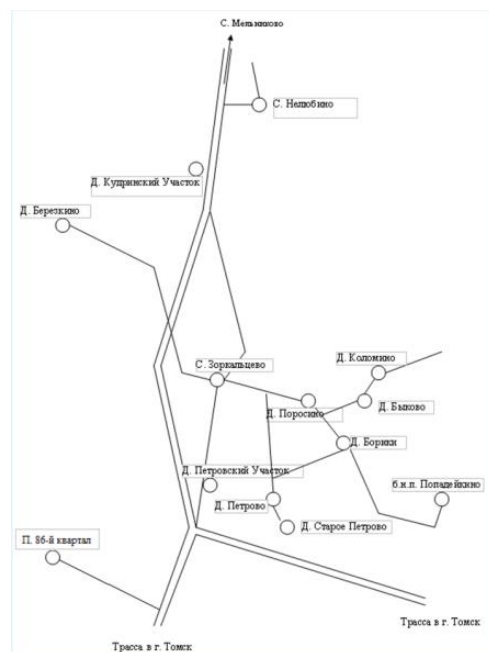 С. Мельниково
С. Нелюбино
Д. Кудринский Участок
Д. Березкино
Д. Коломино
С. Зоркальцево
Д. Поросино
Д. Быково
Д. Борики
Д. Петровский Участок
б.н.п. Попадейкино
Д. Петрово
Д. Старое Петрово
П. 86-й квартал
Трасса в г. Томск
Трасса в г. Томск